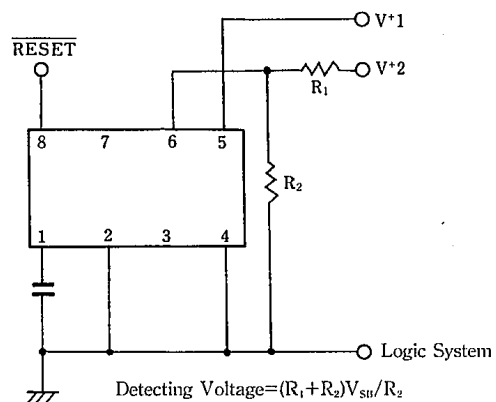 V⁺1
RESET
V⁺2
R₁
8 7 6 5
R₂
1 2 3 4
Logic System
Detecting Voltage=(R₁+R₂)V_SB/R₂